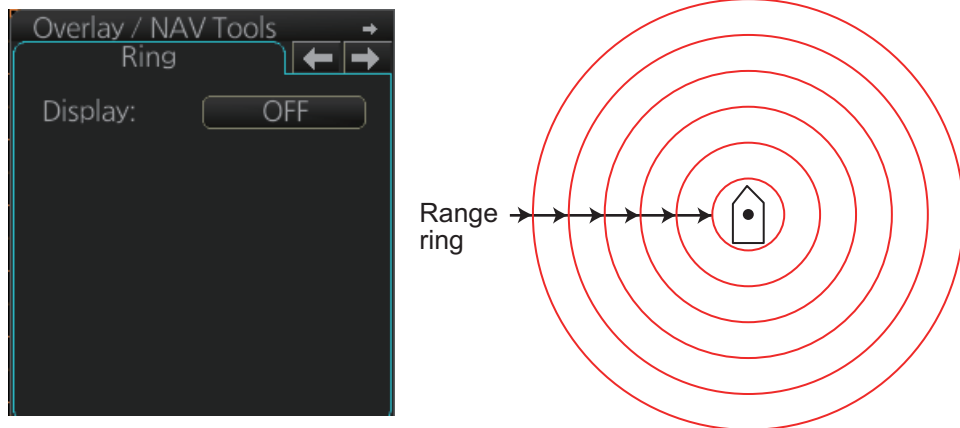 Overlay / NAV Tools
Ring
Display: OFF
Range
ring